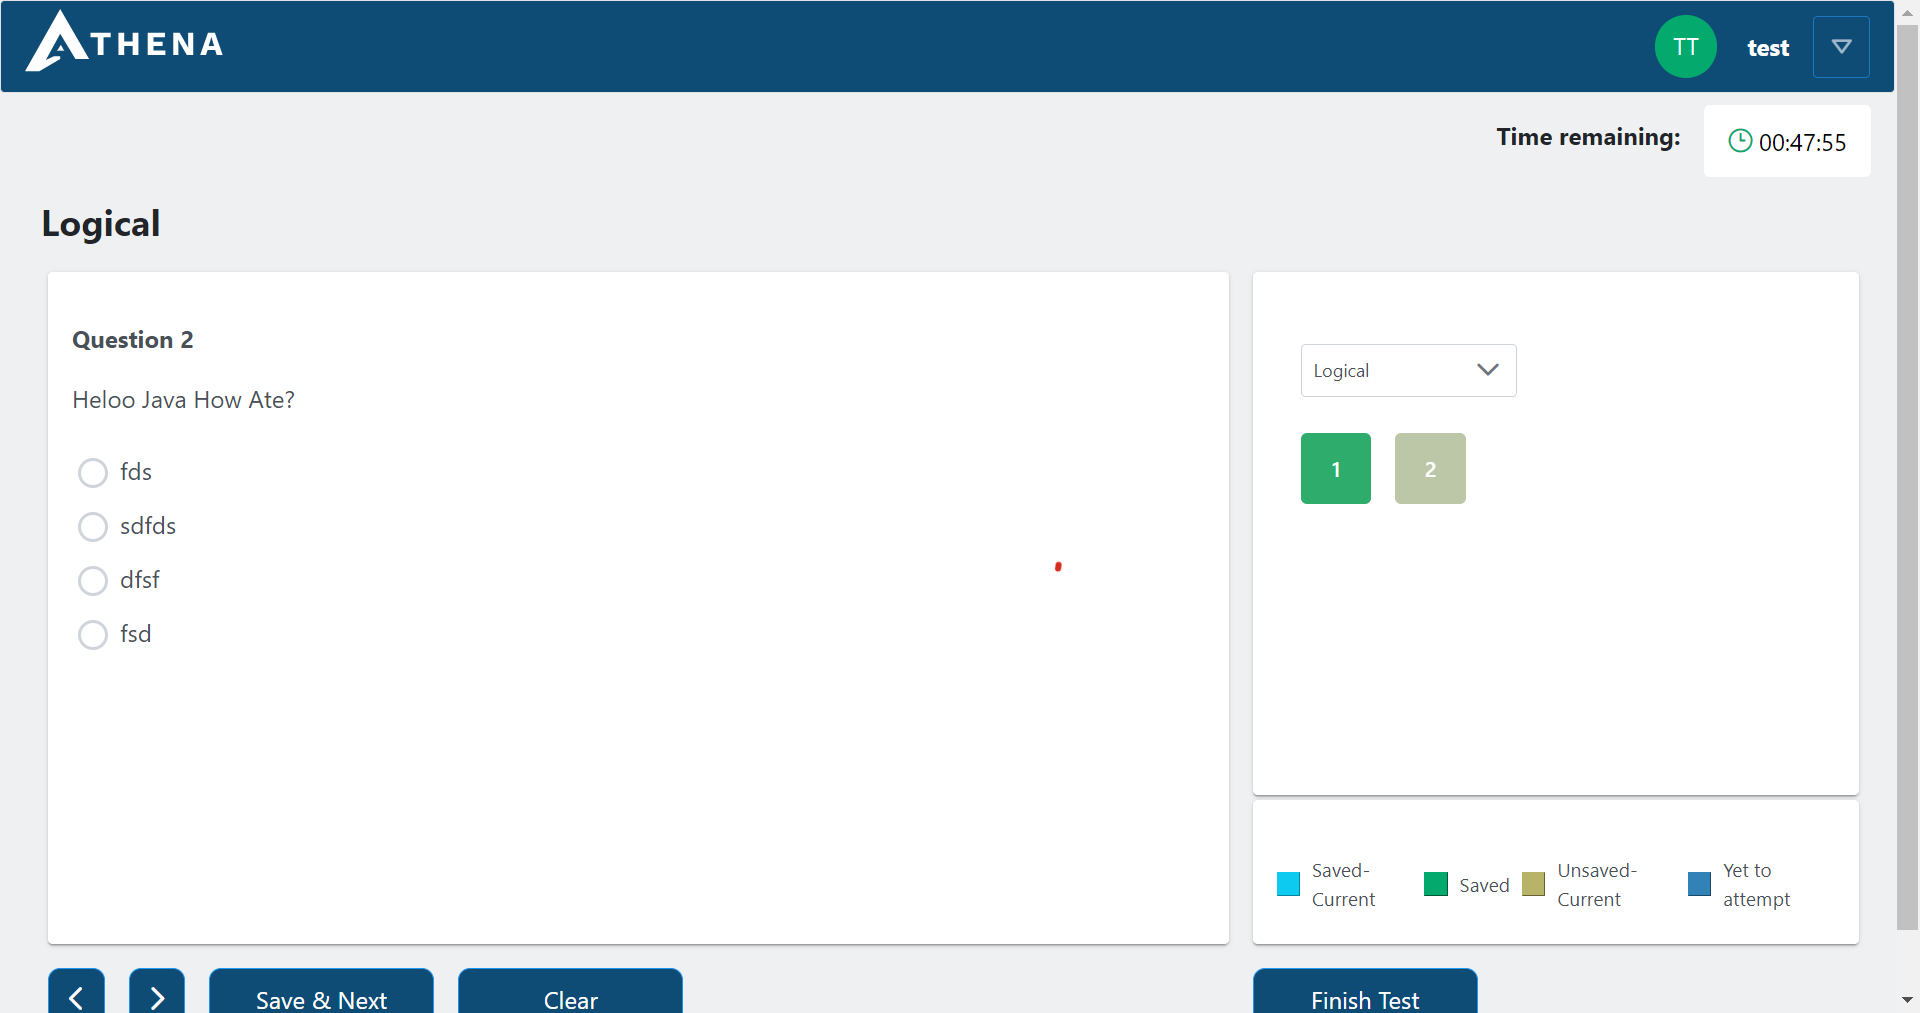 ATHENA
TT
test
Time remaining:
00:47:55
Logical
Question 2
Heloo Java How Ate?
fds
sdfds
dfsf
fsd
Logical
1
2
Saved-
Current
Saved
Unsaved-
Current
Yet to
attempt
Save & Next
Clear
Finish Test